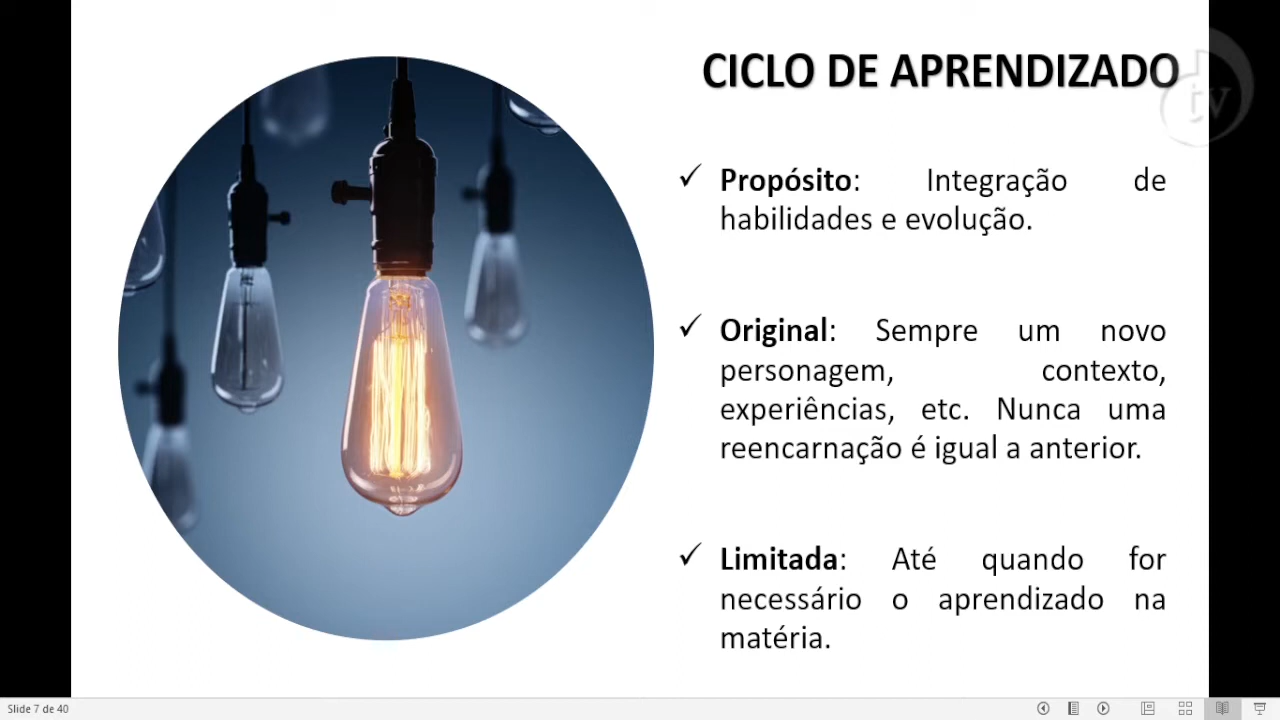 CICLO DE APRENDIZADO
tv
✓ Propósito: Integração de
habilidades e evolução.
✓ Original: Sempre um novo
personagem, contexto,
experiências, etc. Nunca uma
reencarnação é igual a anterior.
✓ Limitada: Até quando for
necessário o aprendizado na
matéria.
Slide 7 de 40